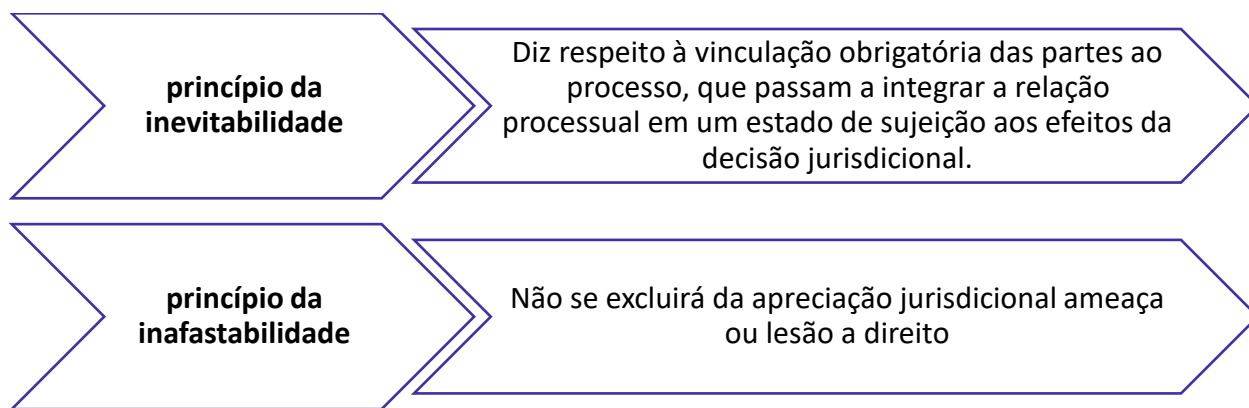 princípio da
inevitabilidade
Diz respeito à vinculação obrigatória das partes ao
processo, que passam a integrar a relação
processual em um estado de sujeição aos efeitos da
decisão jurisdicional.
princípio da
inafastabilidade
Não se excluirá da apreciação jurisdicional ameaça
ou lesão a direito